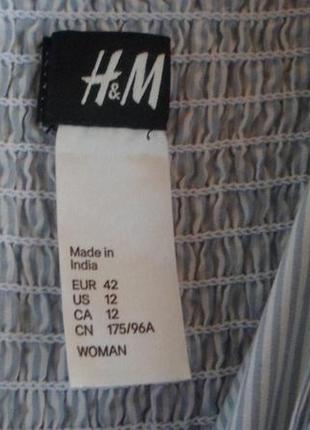 H&M
Made in
India
EUR 42
US 12
CA 12
CN 175/96A
WOMAN